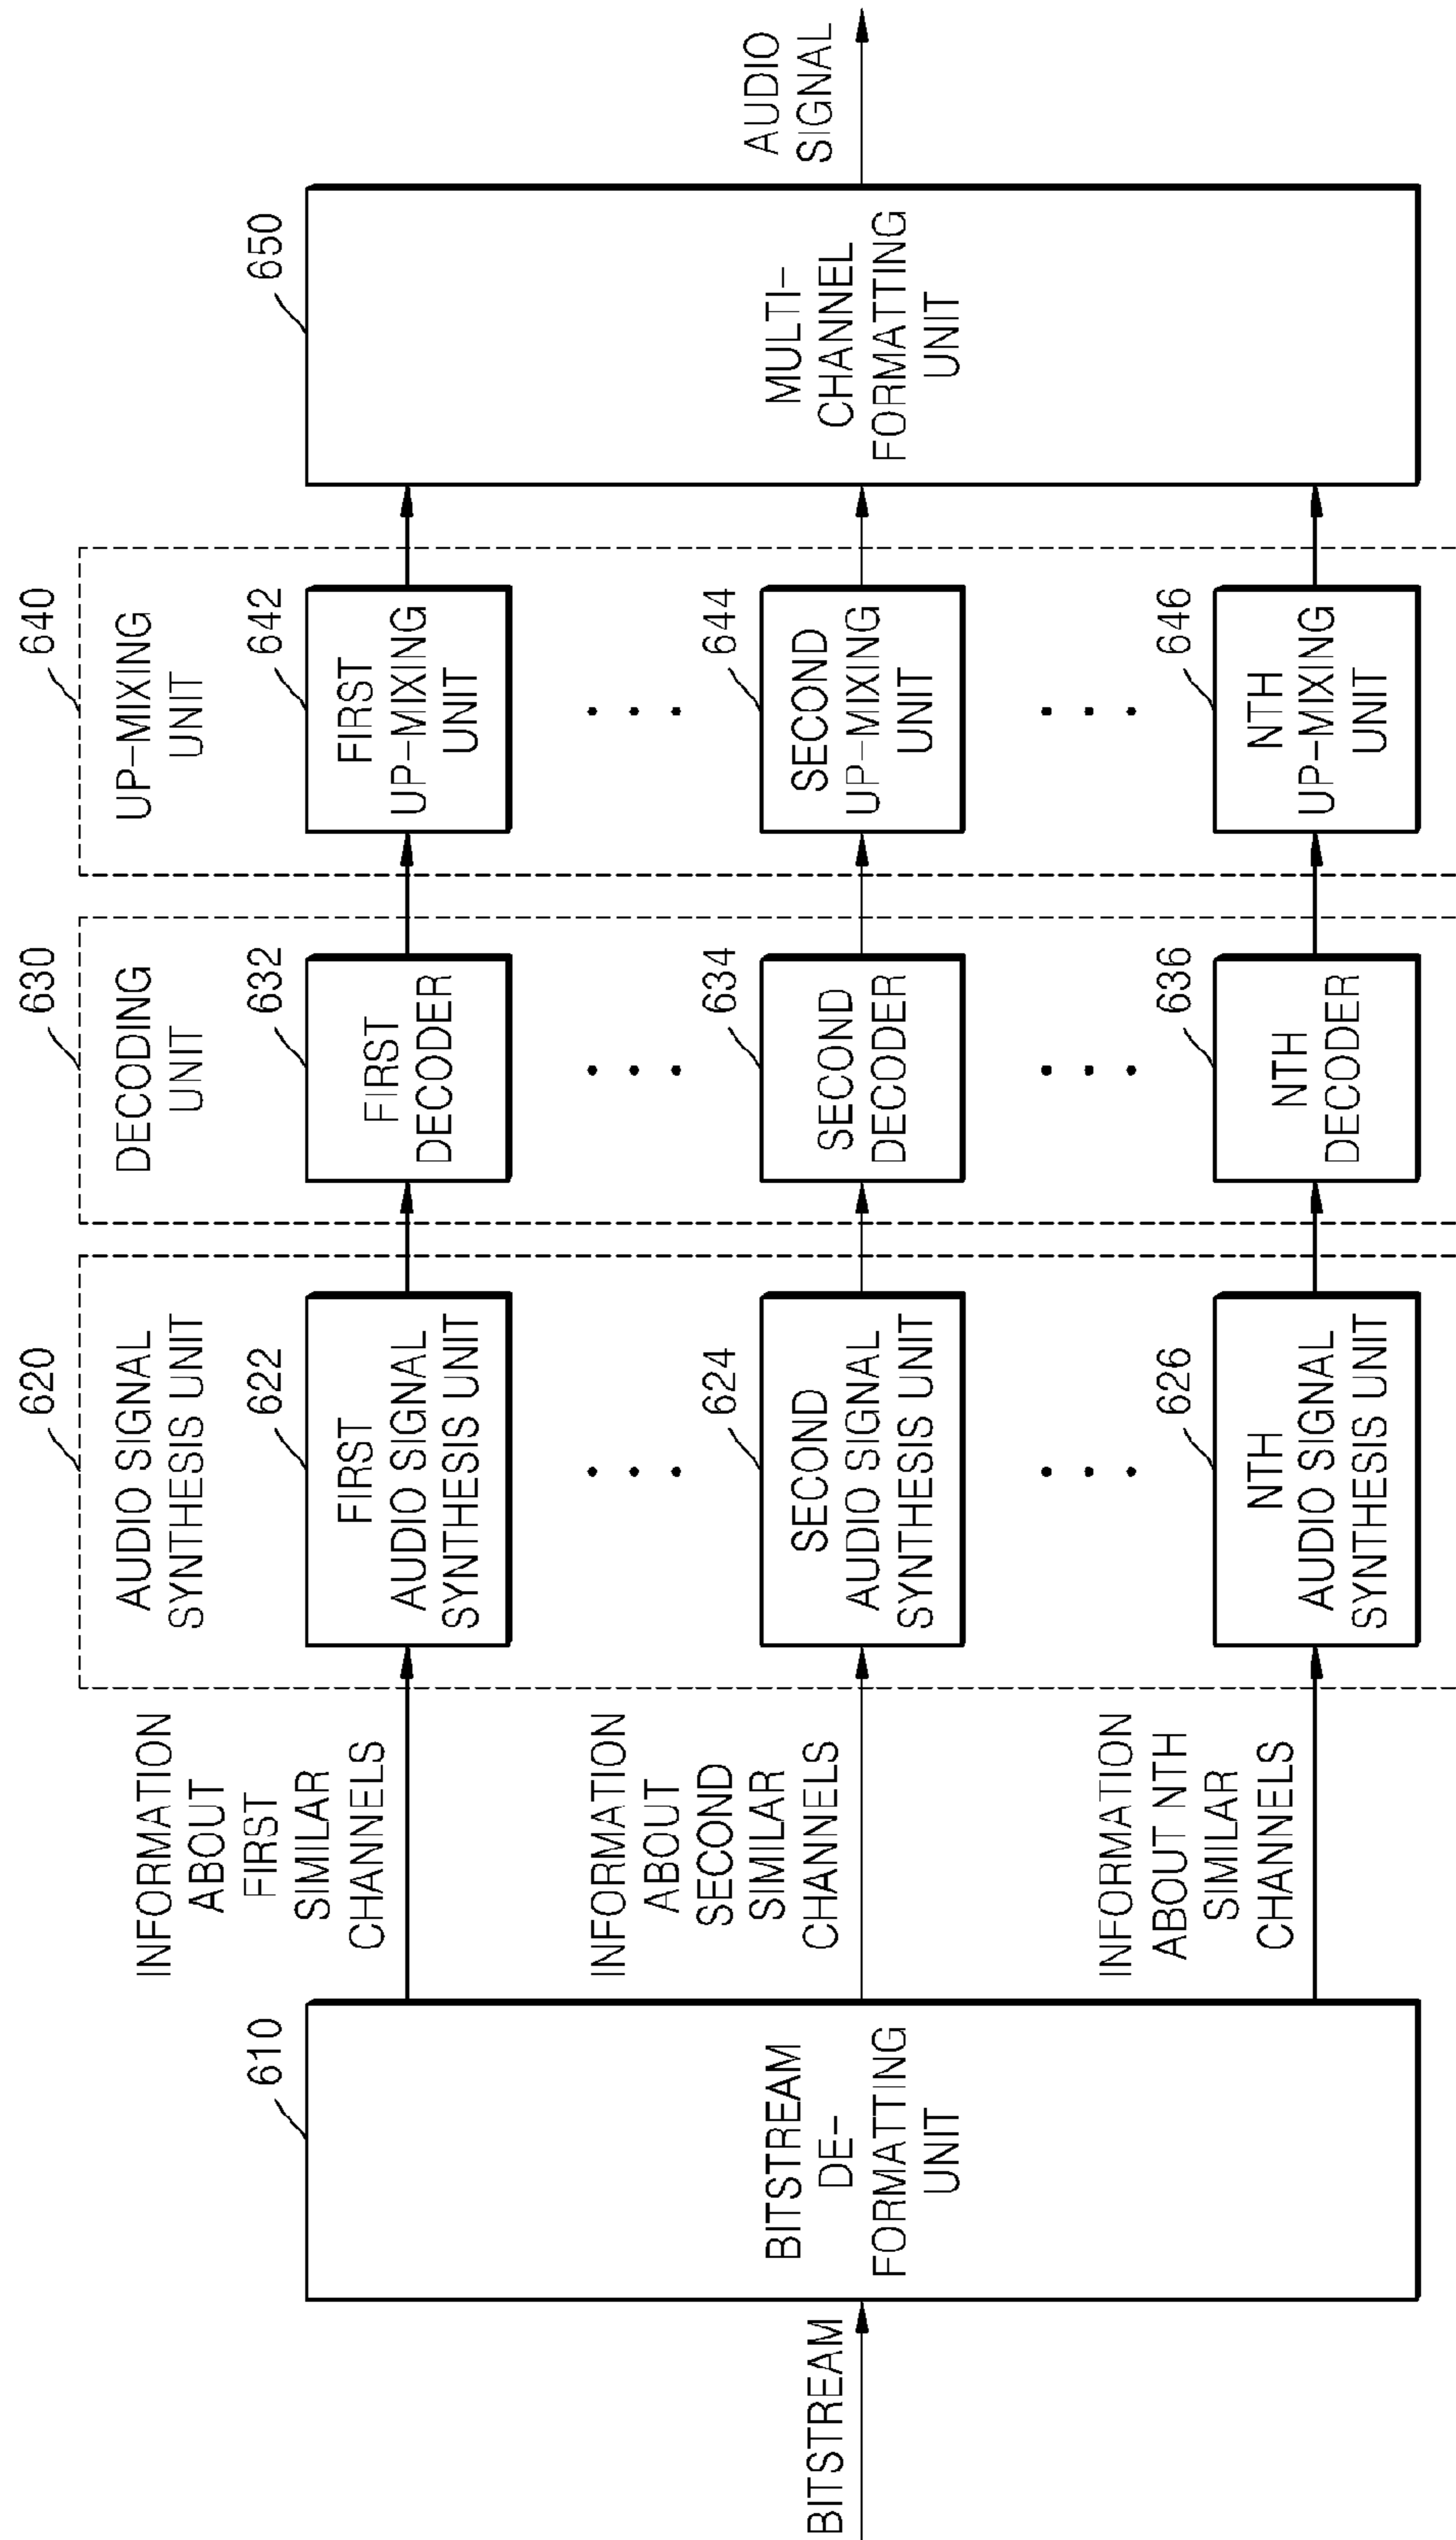 BITSTREAM
610
BITSTREAM
DE-
FORMATTING
UNIT
INFORMATION
ABOUT
FIRST
SIMILAR
CHANNELS
INFORMATION
ABOUT
SECOND
SIMILAR
CHANNELS
INFORMATION
ABOUT NTH
SIMILAR
CHANNELS
620
AUDIO SIGNAL
SYNTHESIS UNIT
622
FIRST
AUDIO SIGNAL
SYNTHESIS UNIT
624
SECOND
AUDIO SIGNAL
SYNTHESIS UNIT
626
NTH
AUDIO SIGNAL
SYNTHESIS UNIT
630
DECODING
UNIT
632
FIRST
DECODER
634
SECOND
DECODER
636
NTH
DECODER
640
UP-MIXING
UNIT
642
FIRST
UP-MIXING
UNIT
644
SECOND
UP-MIXING
UNIT
646
NTH
UP-MIXING
UNIT
650
MULTI-
CHANNEL
FORMATTING
UNIT
AUDIO
SIGNAL